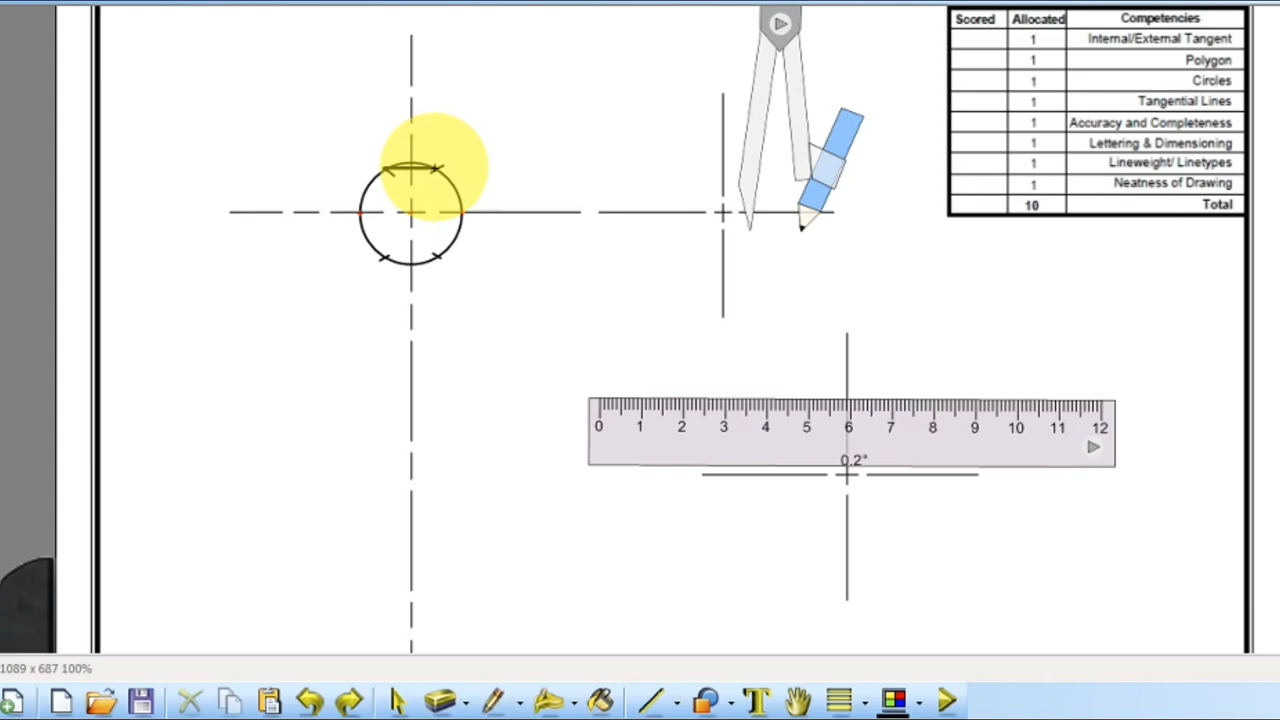 Scored Allocated Competencies
1 Internal/External Tangent
1 Polygon
1 Circles
1 Tangential Lines
1 Accuracy and Completeness
1 Lettering & Dimensioning
1 Lineweight/ Linetypes
1 Neatness of Drawing
10 Total
0 1 2 3 4 5 6 7 8 9 10 11 12
0.2°
1089 x 687 100%
T